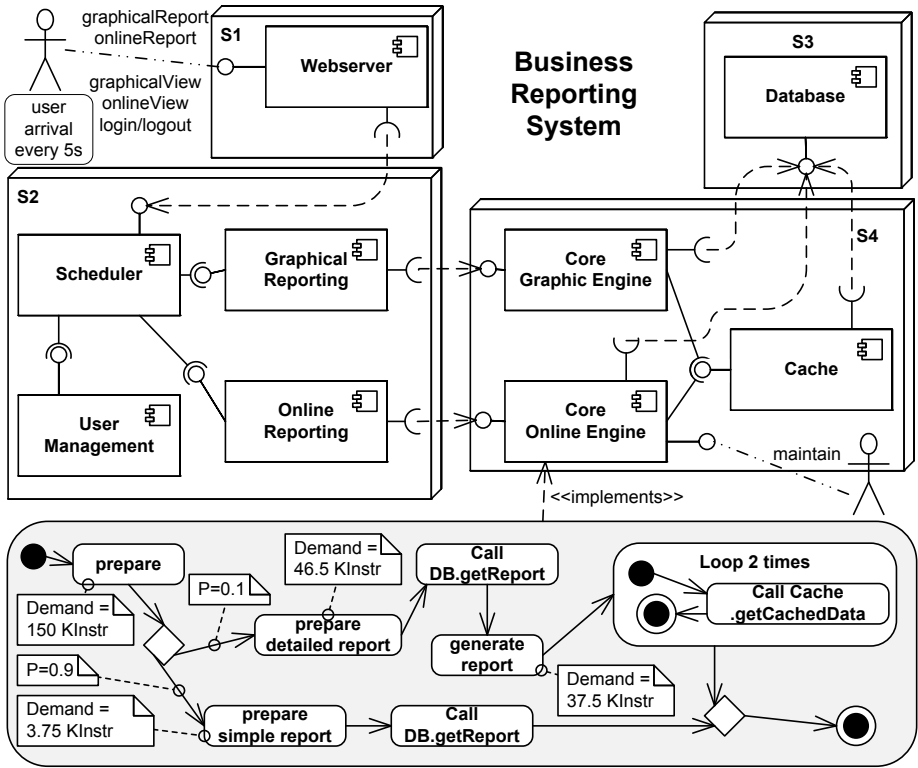 graphicalReport
onlineReport
graphicalView
onlineView
login/logout
user
arrival
every 5s
S1
Webserver
Business
Reporting
System
S3
Database
S2
Scheduler
Graphical
Reporting
User
Management
Online
Reporting
S4
Core
Graphic Engine
Cache
Core
Online Engine
maintain
<<implements>>
prepare
Demand =
150 KInstr
P=0.1
Demand =
46.5 KInstr
prepare
detailed report
Call
DB.getReport
generate
report
Demand =
37.5 KInstr
Loop 2 times
Call Cache
.getCachedData
P=0.9
Demand =
3.75 KInstr
prepare
simple report
Call
DB.getReport